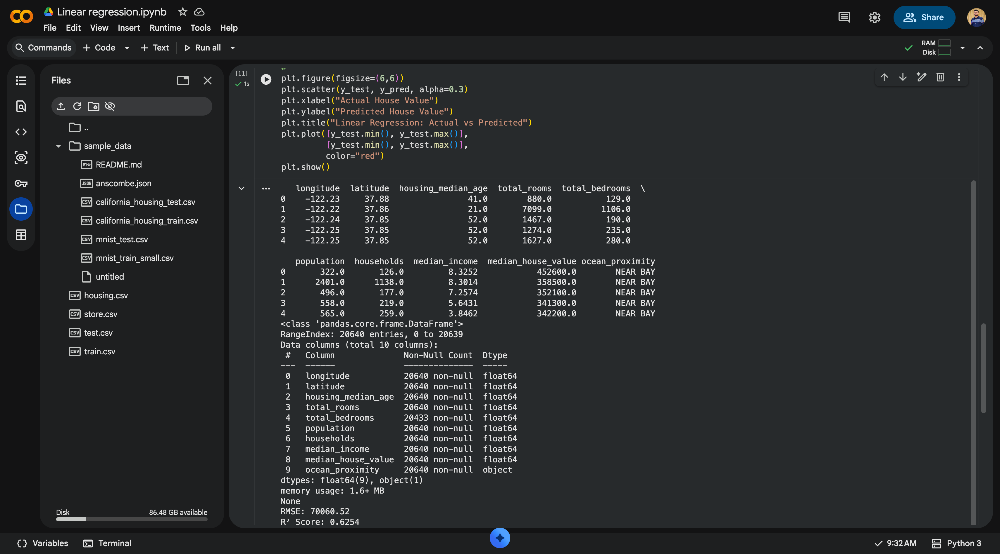 Linear regression.ipynb
File Edit View Insert Runtime Tools Help
Share
Commands + Code + Text Run all
RAM
Disk
Files
..
sample_data
README.md
JSON anscombe.json
CSV california_housing_test.csv
CSV california_housing_train.csv
CSV mnist_test.csv
CSV mnist_train_small.csv
untitled
CSV housing.csv
CSV store.csv
CSV test.csv
CSV train.csv
Disk 86.48 GB available
[11]
1s
# ---------------------------
plt.figure(figsize=(6,6))
plt.scatter(y_test, y_pred, alpha=0.3)
plt.xlabel("Actual House Value")
plt.ylabel("Predicted House Value")
plt.title("Linear Regression: Actual vs Predicted")
plt.plot([y_test.min(), y_test.max()],
[y_test.min(), y_test.max()],
color="red")
plt.show()
longitude latitude housing_median_age total_rooms total_bedrooms \
0 -122.23 37.88 41.0 880.0 129.0
1 -122.22 37.86 21.0 7099.0 1106.0
2 -122.24 37.85 52.0 1467.0 190.0
3 -122.25 37.85 52.0 1274.0 235.0
4 -122.25 37.85 52.0 1627.0 280.0
population households median_income median_house_value ocean_proximity
0 322.0 126.0 8.3252 452600.0 NEAR BAY
1 2401.0 1138.0 8.3014 358500.0 NEAR BAY
2 496.0 177.0 7.2574 352100.0 NEAR BAY
3 558.0 219.0 5.6431 341300.0 NEAR BAY
4 565.0 259.0 3.8462 342200.0 NEAR BAY
<class 'pandas.core.frame.DataFrame'>
RangeIndex: 20640 entries, 0 to 20639
Data columns (total 10 columns):
# Column Non-Null Count Dtype
--- ------ -------------- -----
0 longitude 20640 non-null float64
1 latitude 20640 non-null float64
2 housing_median_age 20640 non-null float64
3 total_rooms 20640 non-null float64
4 total_bedrooms 20433 non-null float64
5 population 20640 non-null float64
6 households 20640 non-null float64
7 median_income 20640 non-null float64
8 median_house_value 20640 non-null float64
9 ocean_proximity 20640 non-null object
dtypes: float64(9), object(1)
memory usage: 1.6+ MB
None
RMSE: 70060.52
R² Score: 0.6254
Variables Terminal
9:32 AM Python 3